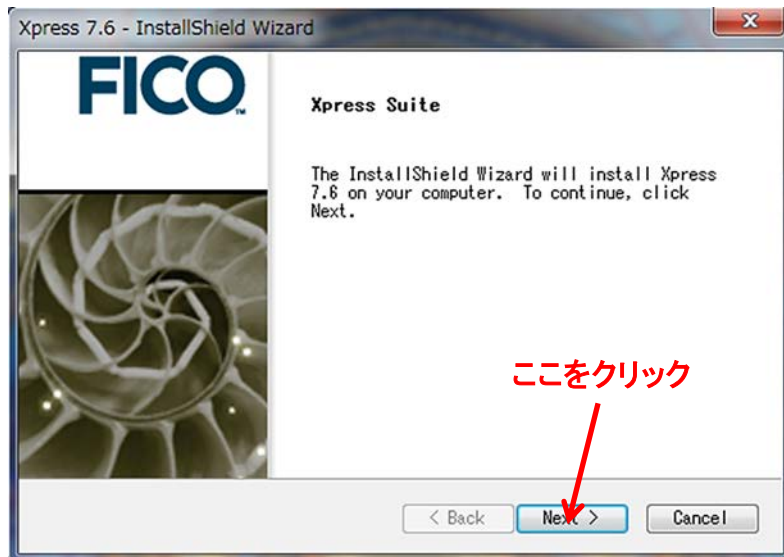 Xpress 7.6 - InstallShield Wizard
FICO™
Xpress Suite
The InstallShield Wizard will install Xpress
7.6 on your computer. To continue, click
Next.
ここをクリック
< Back Next > Cancel